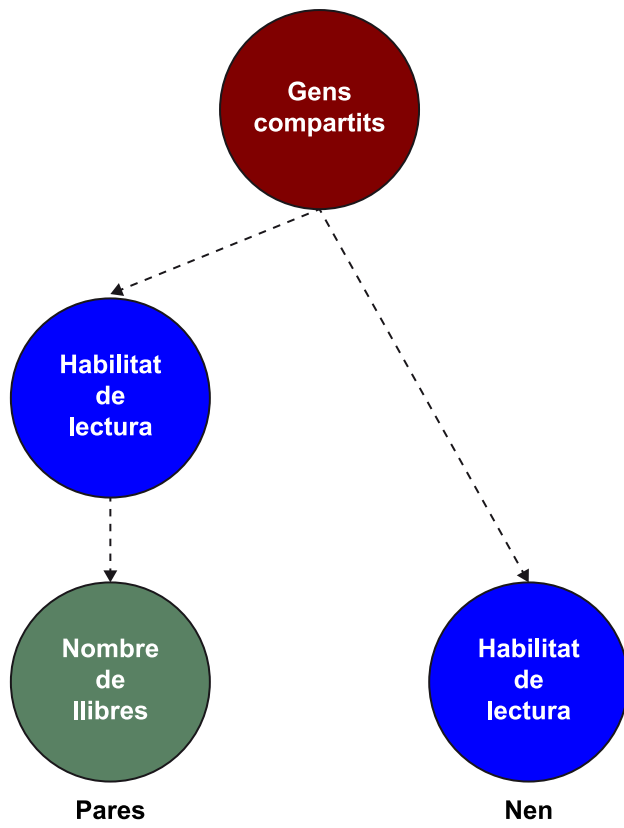 Gens
compartits
Habilitat
de
lectura
Nombre
de
llibres
Habilitat
de
lectura
Pares
Nen